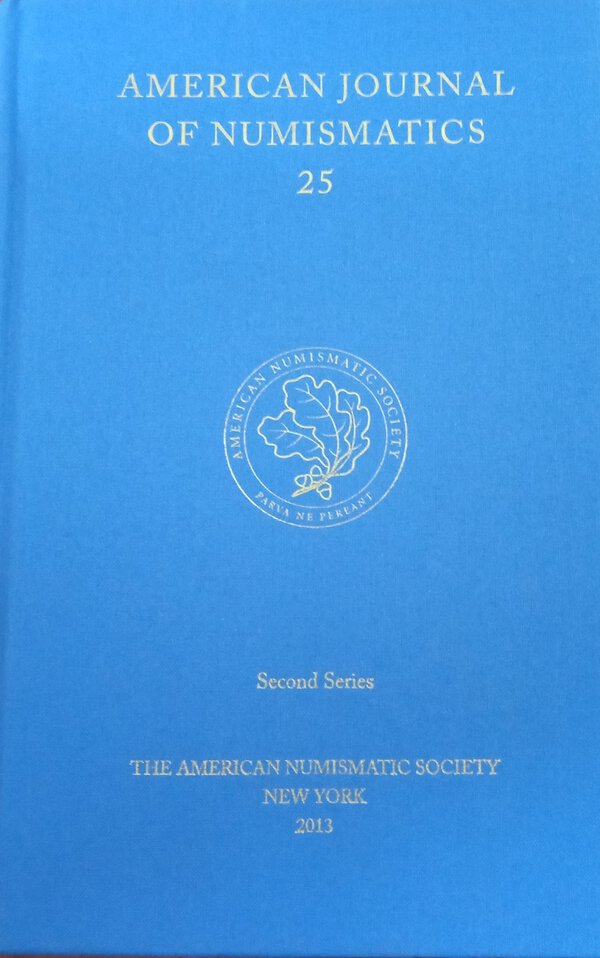 AMERICAN JOURNAL
OF NUMISMATICS
25
AMERICAN NUMISMATIC SOCIETY
PARVA NE PEREANT
Second Series
THE AMERICAN NUMISMATIC SOCIETY
NEW YORK
2013